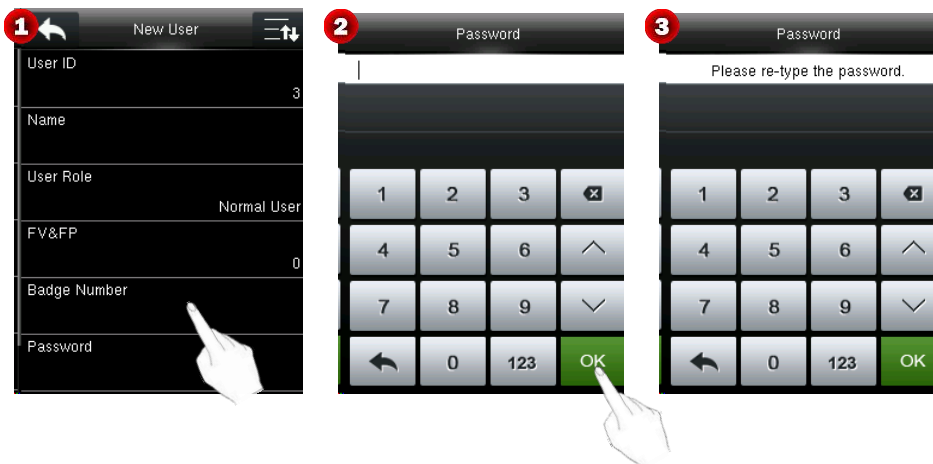 1
New User
User ID
3
Name
User Role
Normal User
FV&FP
0
Badge Number
Password
2
Password
1 2 3
4 5 6
7 8 9
0 123 OK
3
Password
Please re-type the password.
1 2 3
4 5 6
7 8 9
0 123 OK